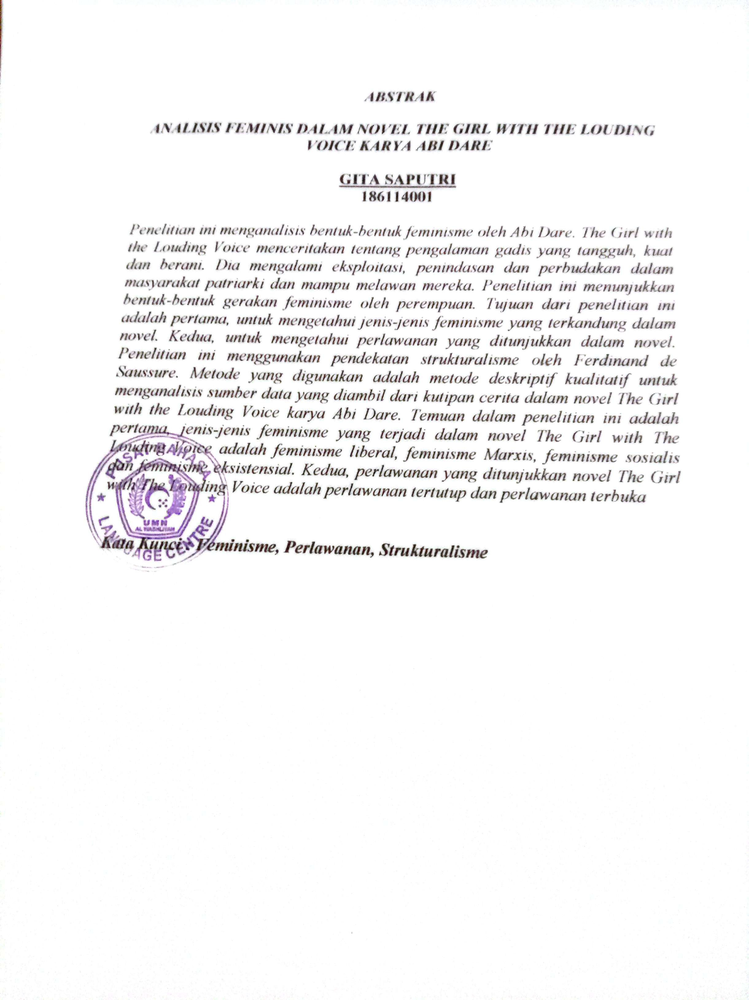 ABSTRAK
ANALISIS FEMINIS DALAM NOVEL THE GIRL WITH THE LOUDING
VOICE KARYA ABI DARE
GITA SAPUTRI
186114001
Penelitian ini menganalisis bentuk-bentuk feminisme oleh Abi Dare. The Girl with
the Louding Voice menceritakan tentang pengalaman gadis yang tangguh, kuat
dan berani. Dia mengalami eksploitasi, penindasan dan perbudakan dalam
masyarakat patriarki dan mampu melawan mereka. Penelitian ini menunjukkan
bentuk-bentuk gerakan feminisme oleh perempuan. Tujuan dari penelitian ini
adalah pertama, untuk mengetahui jenis-jenis feminisme yang terkandung dalam
novel. Kedua, untuk mengetahui perlawanan yang ditunjukkan dalam novel.
Penelitian ini menggunakan pendekatan strukturalisme oleh Ferdinand de
Saussure. Metode yang digunakan adalah metode deskriptif kualitatif untuk
menganalisis sumber data yang diambil dari kutipan cerita dalam novel The Girl
with the Louding Voice karya Abi Dare. Temuan dalam penelitian ini adalah
pertama, jenis-jenis feminisme yang terjadi dalam novel The Girl with The
Louding Voice adalah feminisme liberal, feminisme Marxis, feminisme sosialis
dan feminisme eksistensial. Kedua, perlawanan yang ditunjukkan novel The Girl
with The Louding Voice adalah perlawanan tertutup dan perlawanan terbuka
Kata Kunci : Feminisme, Perlawanan, Strukturalisme
PUSAT BAHASA
UMN
AL WASHLIYAH
LANGUAGE CENTRE